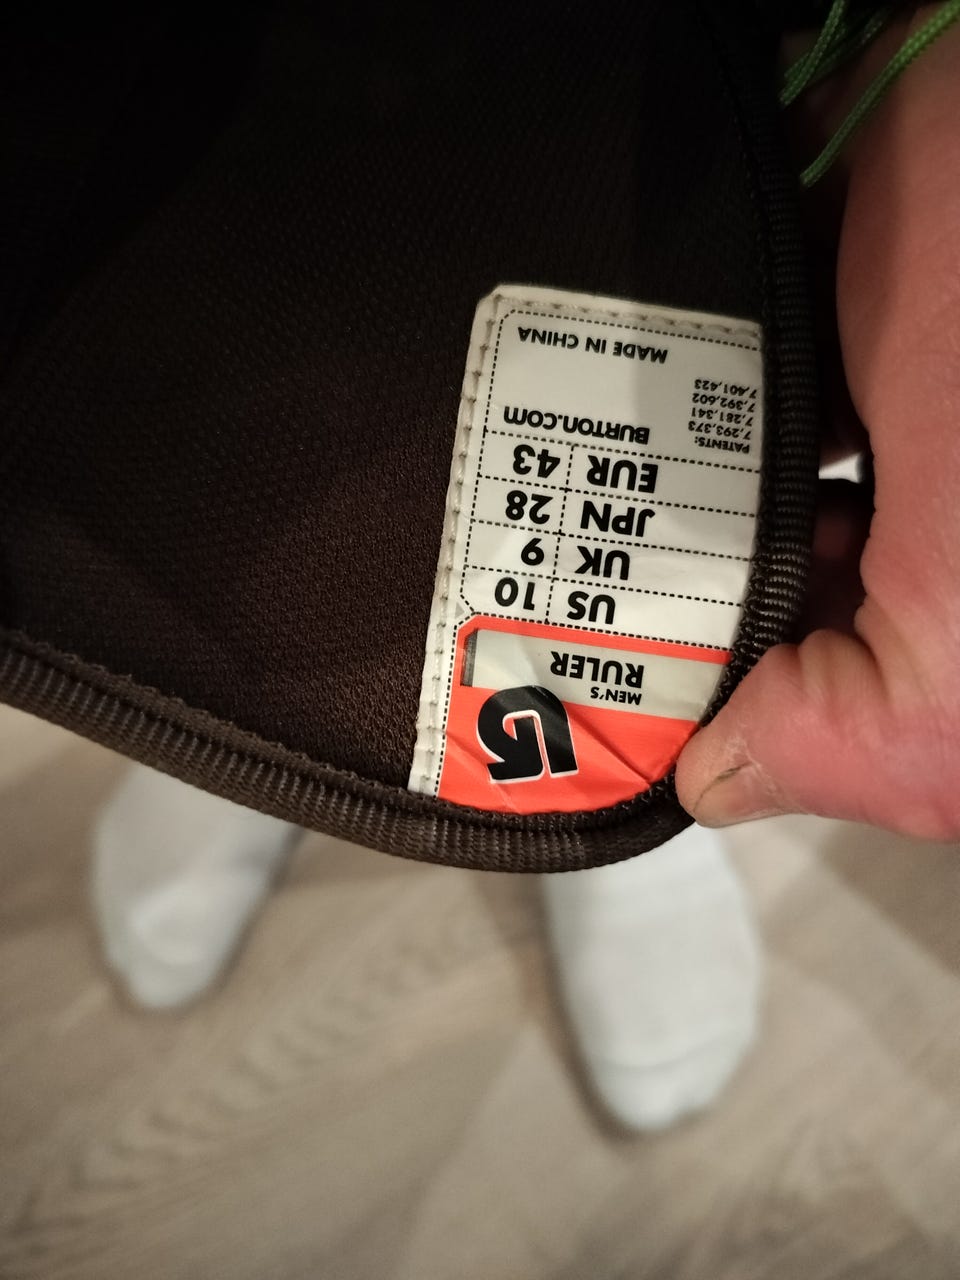 MEN'S
RULER
US 10
UK 9
JPN 28
EUR 43
BURTON.COM
PATENTS:
7,293,373
7,281,341
7,392,602
7,401,423
MADE IN CHINA